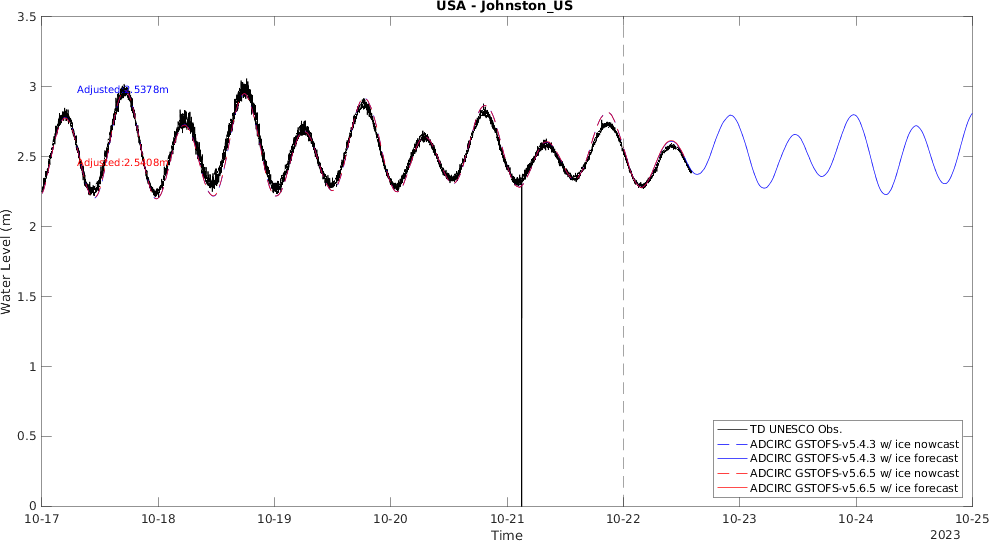 USA - Johnston_US
3.5
3
2.5
2
1.5
1
0.5
0
Water Level (m)
Adjusted:2.5378m
Adjusted:2.5408m
TD UNESCO Obs.
ADCIRC GSTOFS-v5.4.3 w/ ice nowcast
ADCIRC GSTOFS-v5.4.3 w/ ice forecast
ADCIRC GSTOFS-v5.6.5 w/ ice nowcast
ADCIRC GSTOFS-v5.6.5 w/ ice forecast
10-17 10-18 10-19 10-20 10-21 10-22 10-23 10-24 10-25
Time
2023